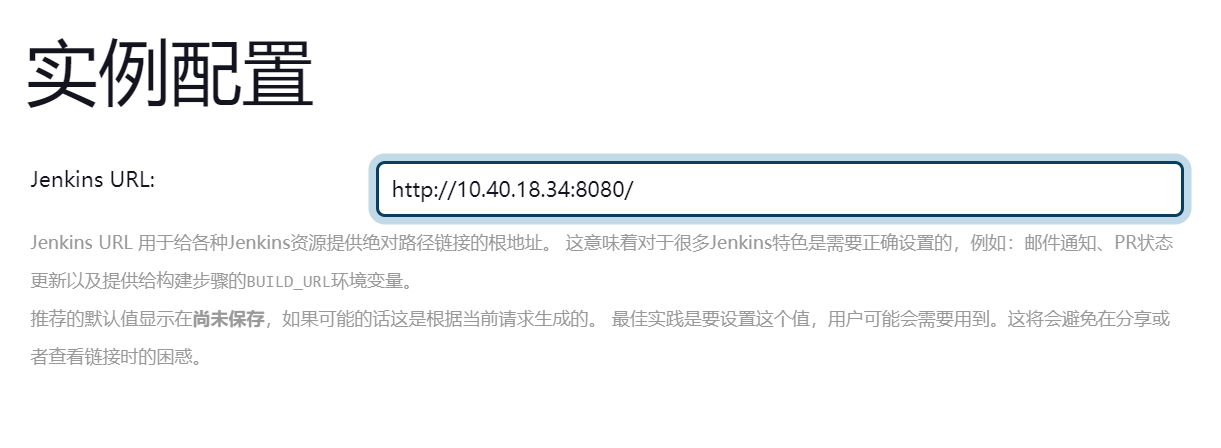 实例配置
Jenkins URL:
http://10.40.18.34:8080/
Jenkins URL 用于给各种Jenkins资源提供绝对路径链接的根地址。 这意味着对于很多Jenkins特色是需要正确设置的，例如：邮件通知、PR状态
更新以及提供给构建步骤的BUILD_URL环境变量。
推荐的默认值显示在尚未保存，如果可能的话这是根据当前请求生成的。 最佳实践是要设置这个值，用户可能会需要用到。这将会避免在分享或
者查看链接时的困惑。